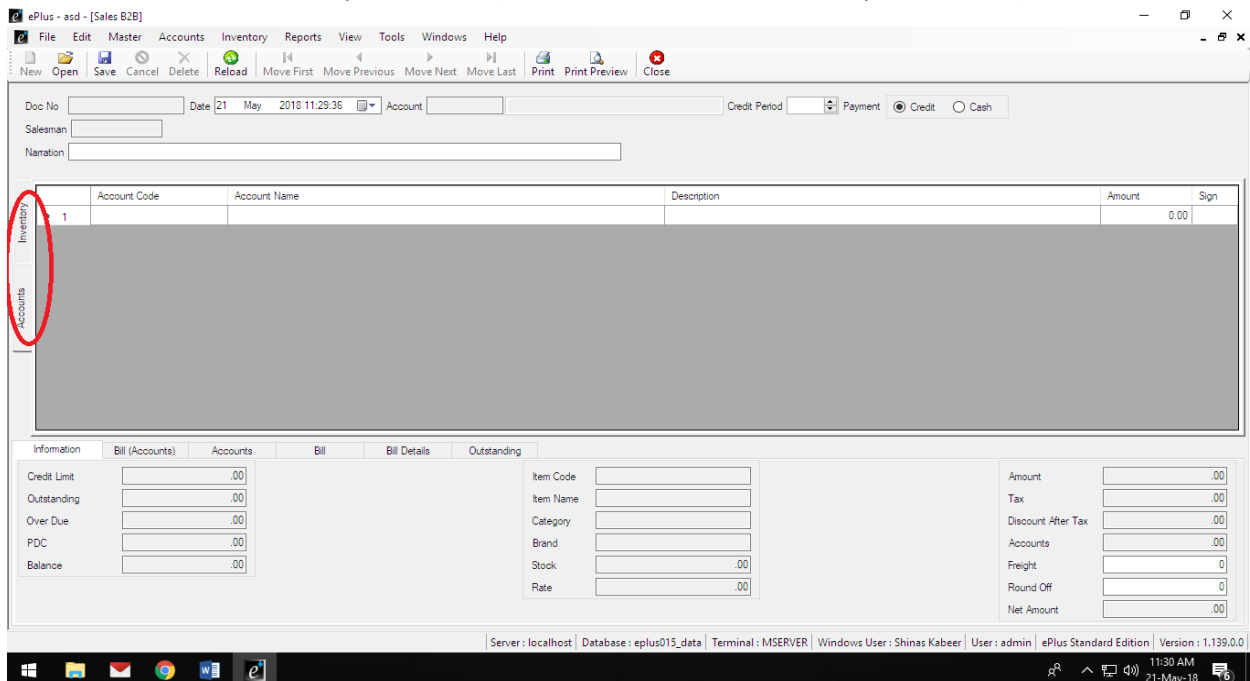 ePlus - asd - [Sales B2B]
File Edit Master Accounts Inventory Reports View Tools Windows Help
New Open Save Cancel Delete Reload Move First Move Previous Move Next Move Last Print Print Preview Close
Doc No Date 21 May 2018 11:29:36 Account Credit Period Payment Credit Cash
Salesman
Narration
Account Code Account Name Description Amount Sign
1 0.00
Inventory
Accounts
Information Bill (Accounts) Accounts Bill Bill Details Outstanding
Credit Limit .00 Item Code Amount .00
Outstanding .00 Item Name Tax .00
Over Due .00 Category Discount After Tax .00
PDC .00 Brand Accounts .00
Balance .00 Stock .00 Freight 0
Rate .00 Round Off 0
Net Amount .00
Server : localhost Database : eplus015_data Terminal : MSERVER Windows User : Shinas Kabeer User : admin ePlus Standard Edition Version : 1.139.0.0
11:30 AM
21-May-18 6